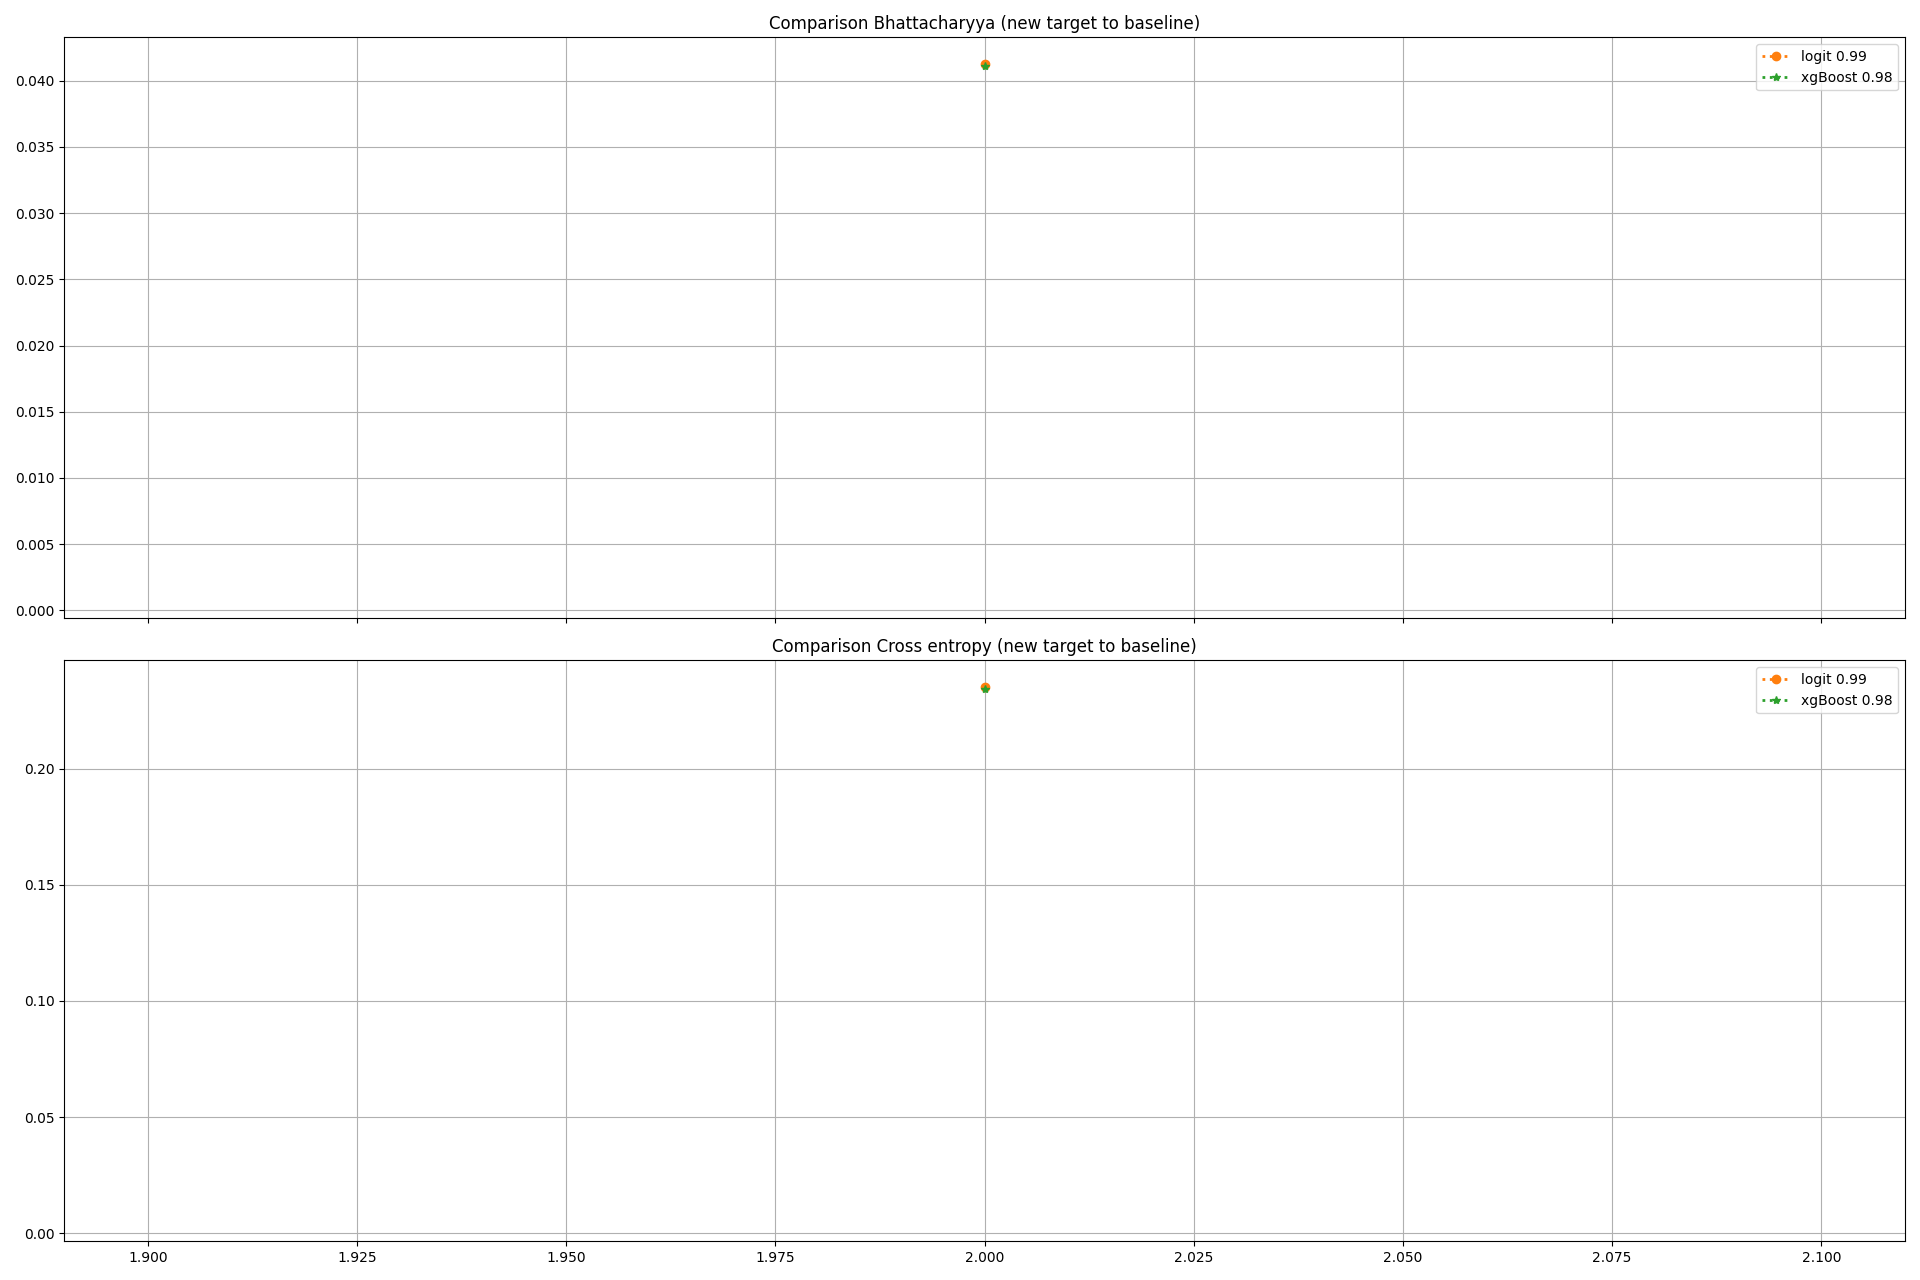 Comparison Bhattacharyya (new target to baseline)
logit 0.99
xgBoost 0.98
0.040
0.035
0.030
0.025
0.020
0.015
0.010
0.005
0.000
Comparison Cross entropy (new target to baseline)
logit 0.99
xgBoost 0.98
0.20
0.15
0.10
0.05
0.00
1.900 1.925 1.950 1.975 2.000 2.025 2.050 2.075 2.100